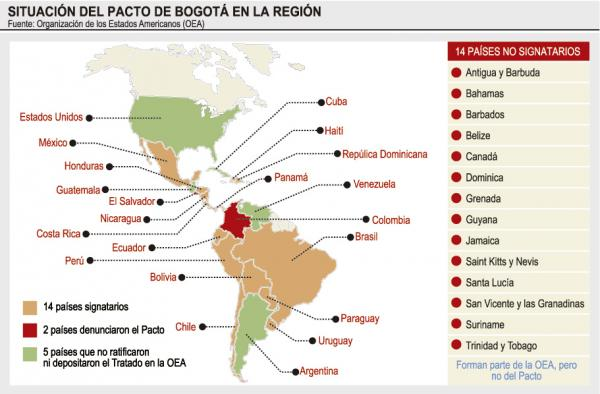 SITUACIÓN DEL PACTO DE BOGOTÁ EN LA REGIÓN
Fuente: Organización de los Estados Americanos (OEA)
Estados Unidos
México
Honduras
Guatemala
El Salvador
Nicaragua
Costa Rica
Ecuador
Perú
Bolivia
Chile
Cuba
Haití
Repúlica Dominicana
Panamá
Venezuela
Colombia
Brasil
Paraguay
Uruguay
Argentina
14 países signatarios
2 países denunciaron el Pacto
5 países que no ratificaron
ni depositaron el Tratado en la OEA
14 PAÍSES NO SIGNATARIOS
Antigua y Barbuda
Bahamas
Barbados
Belize
Canadá
Dominica
Grenada
Guyana
Jamaica
Saint Kitts y Nevis
Santa Lucía
San Vicente y las Granadinas
Suriname
Trinidad y Tobago
Forman parte de la OEA, pero
no del Pacto